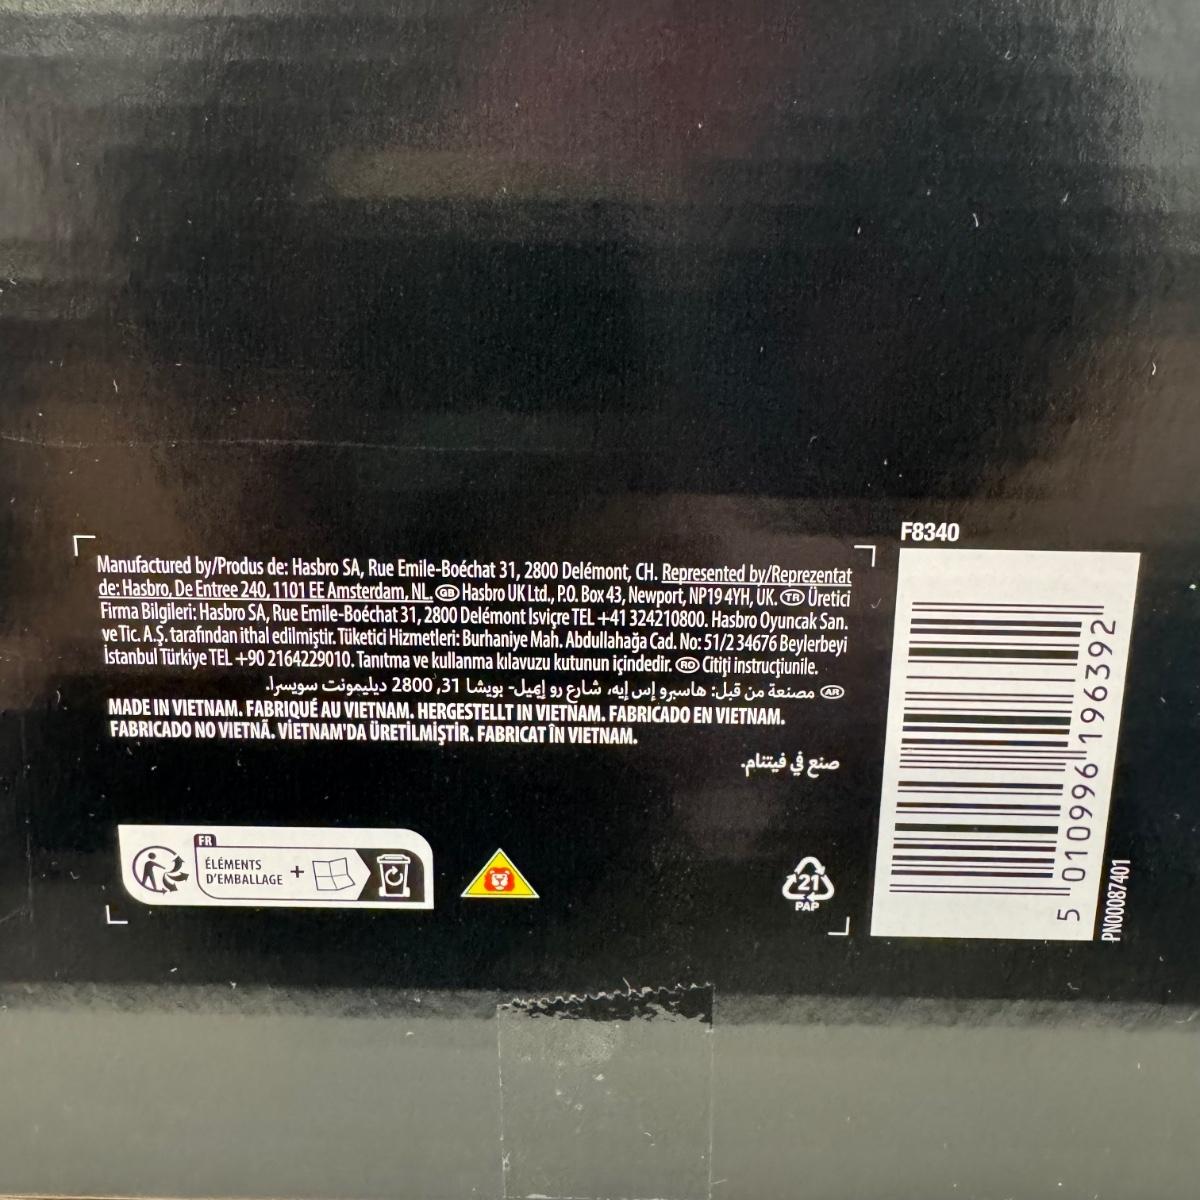 F8340
Manufactured by/Produs de: Hasbro SA, Rue Emile-Boéchat 31, 2800 Delémont, CH. Represented by/Reprezentat
de: Hasbro, De Entree 240, 1101 EE Amsterdam, NL. GB Hasbro UK Ltd., P.O. Box 43, Newport, NP19 4YH, UK. TR Üretici
Firma Bilgileri: Hasbro SA, Rue Emile-Boéchat 31, 2800 Delémont Isviçre TEL +41 324210800. Hasbro Oyuncak San.
ve Tic. A.Ş. tarafından ithal edilmiştir. Tüketici Hizmetleri: Burhaniye Mah. Abdullahağa Cad. No: 51/2 34676 Beylerbeyi
İstanbul Türkiye TEL +90 2164229010. Tanıtma ve kullanma kılavuzu kutunun içindedir. RO Citiți instrucțiunile.
AR مصنعة من قبل: هاسبرو إس إيه، شارع رو إميل- بويشا 31, 2800 ديليمونت سويسرا.
MADE IN VIETNAM. FABRIQUÉ AU VIETNAM. HERGESTELLT IN VIETNAM. FABRICADO EN VIETNAM.
FABRICADO NO VIETNÃ. VİETNAM'DA ÜRETİLMİŞTİR. FABRICAT ÎN VIETNAM.
صنع في فيتنام.
FR
ÉLÉMENTS
D'EMBALLAGE +
21
PAP
5 010996 196392
PN00087401